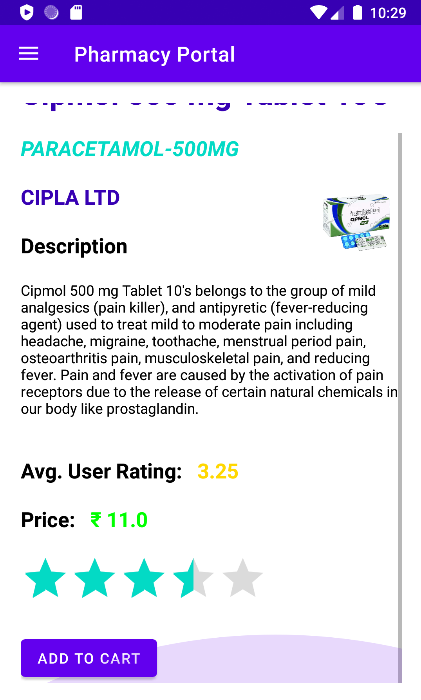 10:29
Pharmacy Portal
Cipmol 500 mg Tablet 10's
PARACETAMOL-500MG
CIPLA LTD
Description
Cipmol 500 mg Tablet 10's belongs to the group of mild
analgesics (pain killer), and antipyretic (fever-reducing
agent) used to treat mild to moderate pain including
headache, migraine, toothache, menstrual period pain,
osteoarthritis pain, musculoskeletal pain, and reducing
fever. Pain and fever are caused by the activation of pain
receptors due to the release of certain natural chemicals in
our body like prostaglandin.
Avg. User Rating: 3.25
Price: ₹ 11.0
ADD TO CART